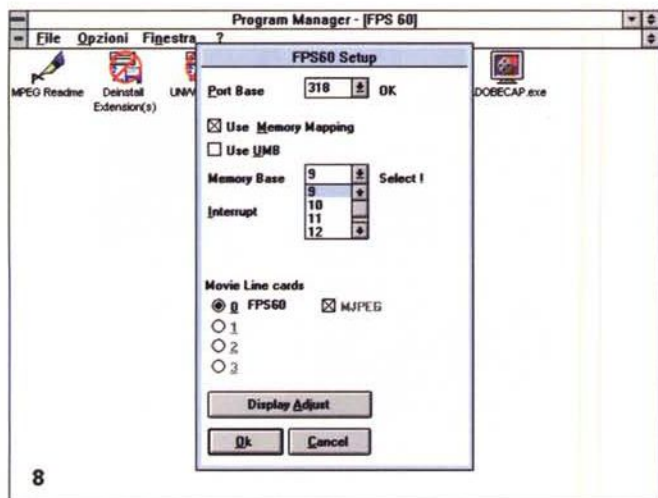 Program Manager - [FPS 60]
File Opzioni Finestra ?
MPEG Readme
Deinstall
Extension(s)
DOBECAP.exe
FPS60 Setup
Port Base 318 OK
Use Memory Mapping
Use UMB
Memory Base 9 Select !
9
10
11
12
Interrupt
Movie Line cards
0 FPS60 MJPEG
1
2
3
Display Adjust
Ok Cancel
8